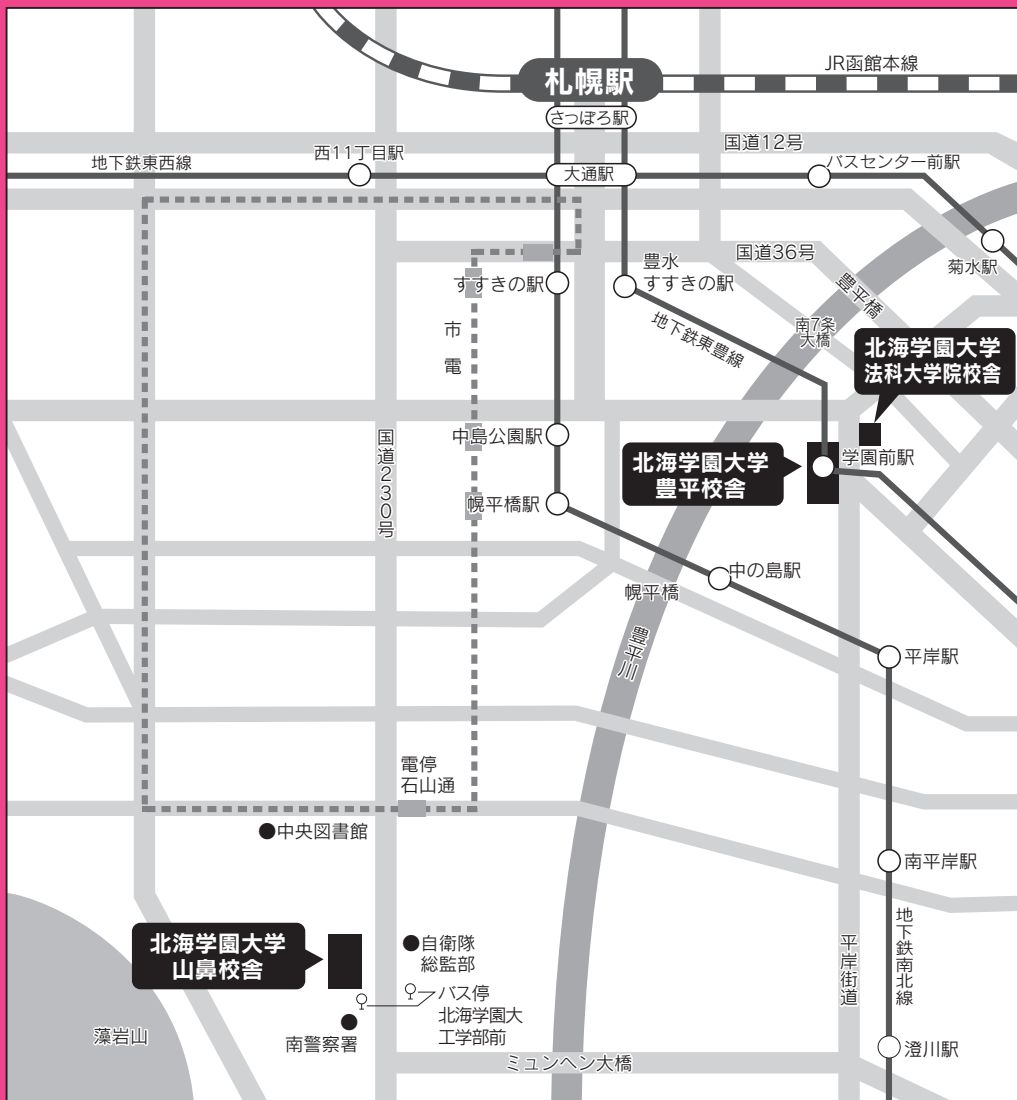 JR函館本線
札幌駅
さっぽろ駅
国道12号
地下鉄東西線
西11丁目駅
大通駅
バスセンター前駅
国道36号
豊水
すすきの駅
すすきの駅
菊水駅
豊平橋
南7条
大橋
地下鉄東豊線
市電
北海学園大学
法科大学院校舎
中島公園駅
国道230号
学園前駅
北海学園大学
豊平校舎
幌平橋駅
中の島駅
幌平橋
豊平川
平岸駅
電停
石山通
中央図書館
南平岸駅
地下鉄南北線
平岸街道
北海学園大学
山鼻校舎
自衛隊
総監部
バス停
北海学園大
工学部前
南警察署
藻岩山
ミュンヘン大橋
澄川駅